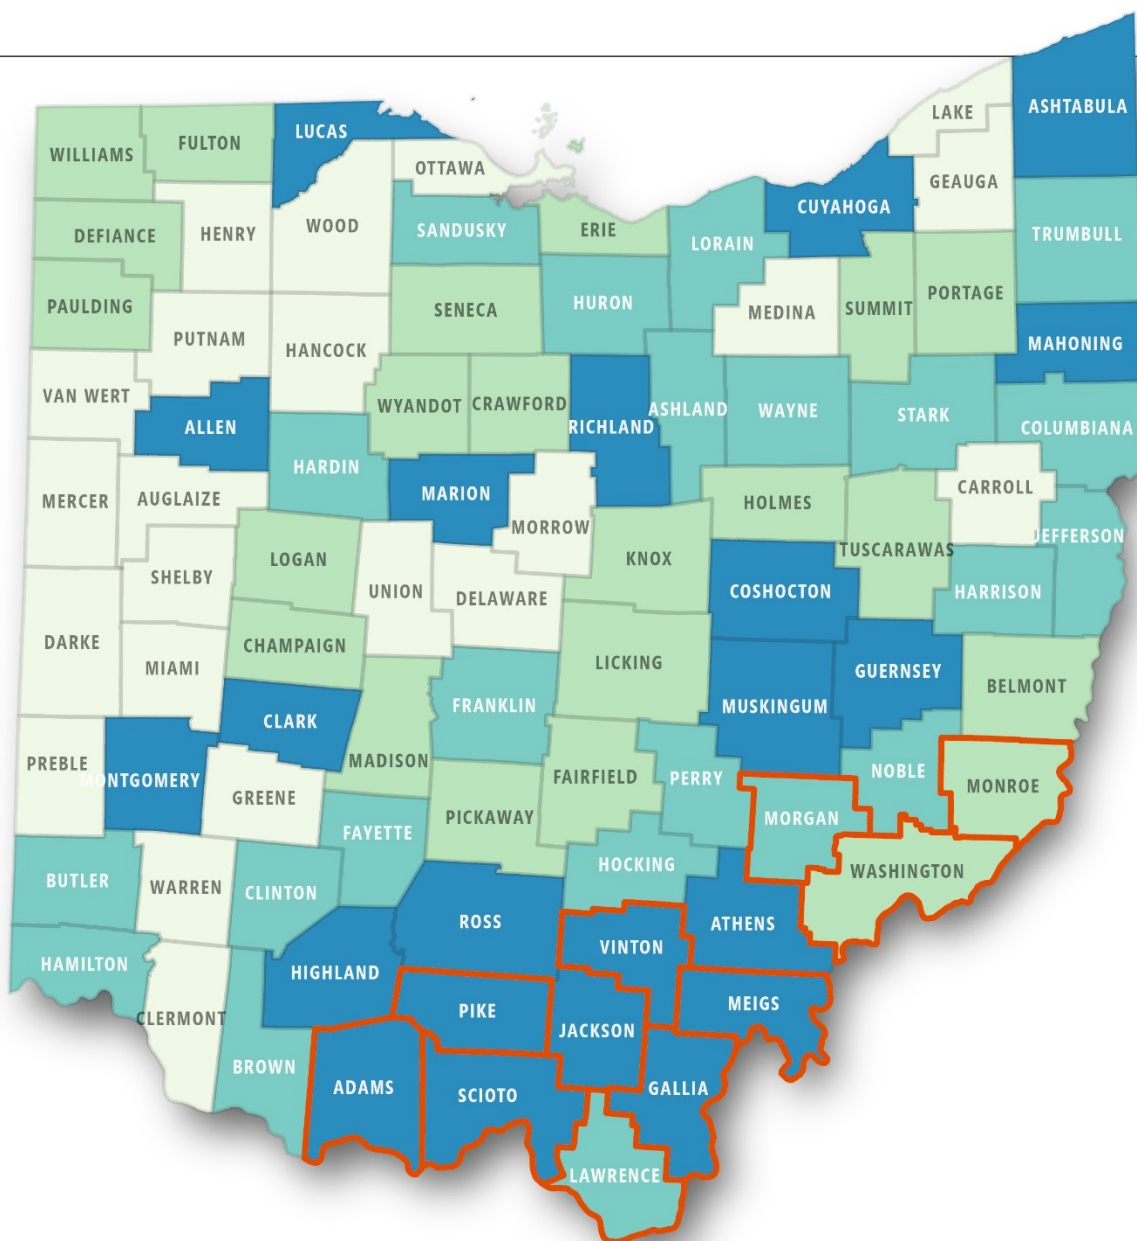 ASHTABULA
LAKE
LUCAS
FULTON
WILLIAMS
OTTAWA
GEAUGA
CUYAHOGA
WOOD
HENRY
DEFIANCE
SANDUSKY
ERIE
LORAIN
TRUMBULL
PAULDING
SENECA
HURON
MEDINA
SUMMIT
PORTAGE
PUTNAM
HANCOCK
MAHONING
VAN WERT
WYANDOT
CRAWFORD
ASHLAND
WAYNE
STARK
ALLEN
RICHLAND
COLUMBIANA
HARDIN
MERCER
AUGLAIZE
MARION
CARROLL
HOLMES
MORROW
JEFFERSON
LOGAN
KNOX
TUSCARAWAS
SHELBY
UNION
DELAWARE
COSHOCTON
HARRISON
DARKE
CHAMPAIGN
MIAMI
LICKING
GUERNSEY
BELMONT
CLARK
FRANKLIN
MUSKINGUM
PREBLE
MONTGOMERY
MADISON
FAIRFIELD
PERRY
NOBLE
MONROE
GREENE
PICKAWAY
MORGAN
FAYETTE
HOCKING
WASHINGTON
BUTLER
WARREN
CLINTON
ROSS
ATHENS
HAMILTON
HIGHLAND
VINTON
CLERMONT
PIKE
JACKSON
MEIGS
BROWN
ADAMS
SCIOTO
GALLIA
LAWRENCE